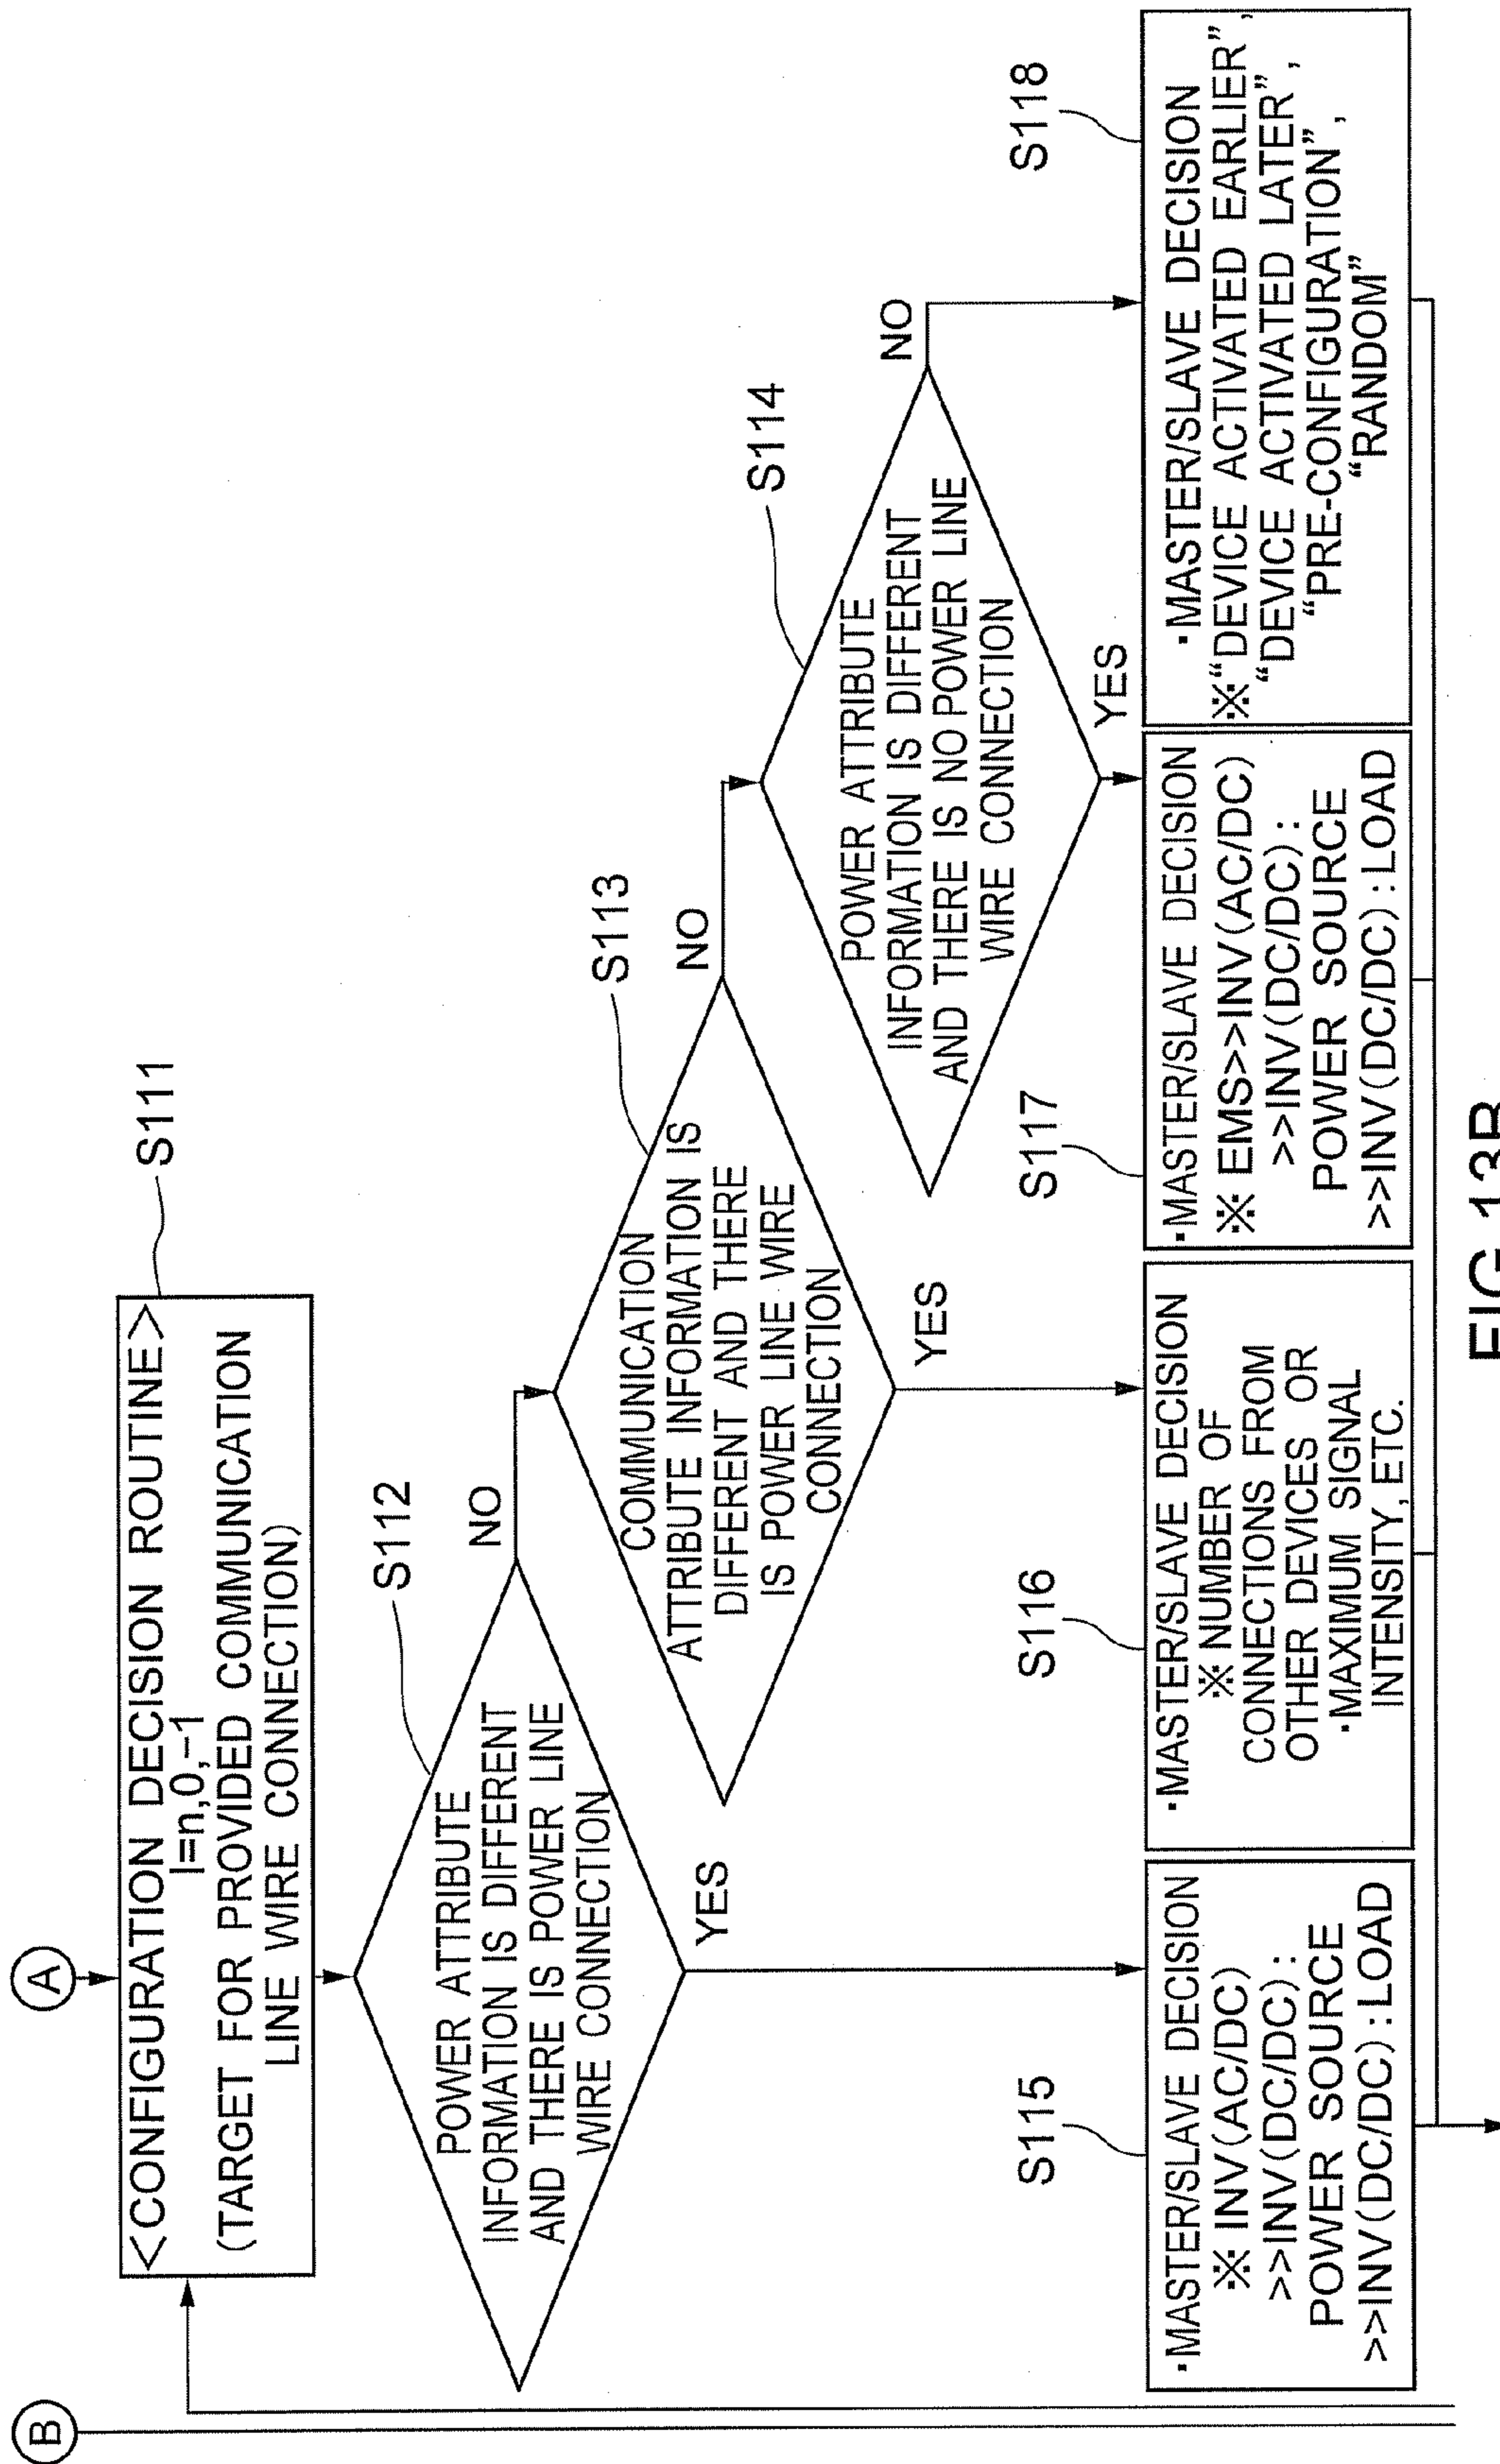 B
A
<CONFIGURATION DECISION ROUTINE>
I=n,0,−1
(TARGET FOR PROVIDED COMMUNICATION
LINE WIRE CONNECTION)
S111
POWER ATTRIBUTE
INFORMATION IS DIFFERENT
AND THERE IS POWER LINE
WIRE CONNECTION
S112
NO
YES
COMMUNICATION
ATTRIBUTE INFORMATION IS
DIFFERENT AND THERE
IS POWER LINE WIRE
CONNECTION
S113
NO
YES
POWER ATTRIBUTE
INFORMATION IS DIFFERENT
AND THERE IS NO POWER LINE
WIRE CONNECTION
S114
NO
YES
S115
・MASTER/SLAVE DECISION
※ INV(AC/DC)
>>INV(DC/DC):
POWER SOURCE
>>INV(DC/DC):LOAD
S116
・MASTER/SLAVE DECISION
※ NUMBER OF
CONNECTIONS FROM
OTHER DEVICES OR
・MAXIMUM SIGNAL
INTENSITY, ETC.
S117
・MASTER/SLAVE DECISION
※ EMS>>INV(AC/DC)
>>INV(DC/DC):
POWER SOURCE
>>INV(DC/DC):LOAD
S118
・MASTER/SLAVE DECISION
※“DEVICE ACTIVATED EARLIER”,
“DEVICE ACTIVATED LATER”,
“PRE-CONFIGURATION”,
“RANDOM”
FIG.13B